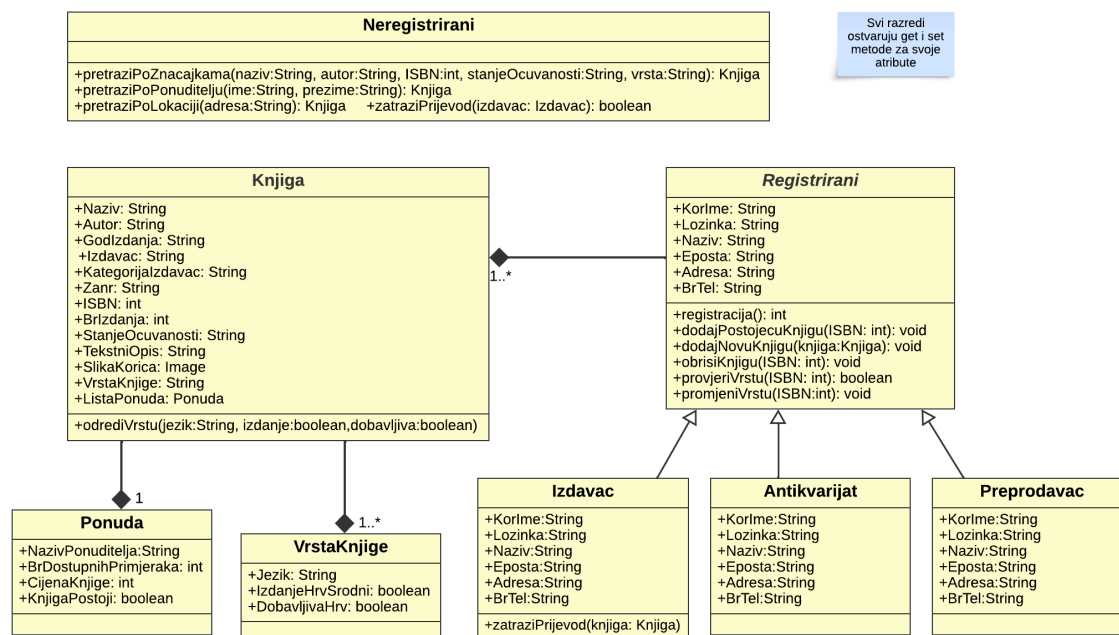 Neregistrirani
+pretraziPoZnacajkama(naziv:String, autor:String, ISBN:int, stanjeOcuvanosti:String, vrsta:String): Knjiga
+pretraziPoPonuditelju(ime:String, prezime:String): Knjiga
+pretraziPoLokaciji(adresa:String): Knjiga +zatraziPrijevod(izdavac: Izdavac): boolean
Svi razredi
ostvaruju get i set
metode za svoje
atribute
Knjiga
+Naziv: String
+Autor: String
+GodIzdanja: String
+Izdavac: String
+KategorijaIzdavac: String
+Zanr: String
+ISBN: int
+BrIzdanja: int
+StanjeOcuvanosti: String
+TekstniOpis: String
+SlikaKorica: Image
+VrstaKnjige: String
+ListaPonuda: Ponuda
+odrediVrstu(jezik:String, izdanje:boolean,dobavljiva:boolean)
1..*
Registrirani
+KorIme: String
+Lozinka: String
+Naziv: String
+Eposta: String
+Adresa: String
+BrTel: String
+registracija(): int
+dodajPostojecuKnjigu(ISBN: int): void
+dodajNovuKnjigu(knjiga:Knjiga): void
+obrisiKnjigu(ISBN: int): void
+provjeriVrstu(ISBN: int): boolean
+promjeniVrstu(ISBN:int): void
1
Ponuda
+NazivPonuditelja:String
+BrDostupnihPrimjeraka: int
+CijenaKnjige: int
+KnjigaPostoji: boolean
1..*
VrstaKnjige
+Jezik: String
+IzdanjeHrvSrodni: boolean
+DobavljivaHrv: boolean
Izdavac
+KorIme:String
+Lozinka:String
+Naziv:String
+Eposta:String
+Adresa:String
+BrTel:String
+zatraziPrijevod(knjiga: Knjiga)
Antikvarijat
+KorIme:String
+Lozinka:String
+Naziv:String
+Eposta:String
+Adresa:String
+BrTel:String
Preprodavac
+KorIme:String
+Lozinka:String
+Naziv:String
+Eposta:String
+Adresa:String
+BrTel:String